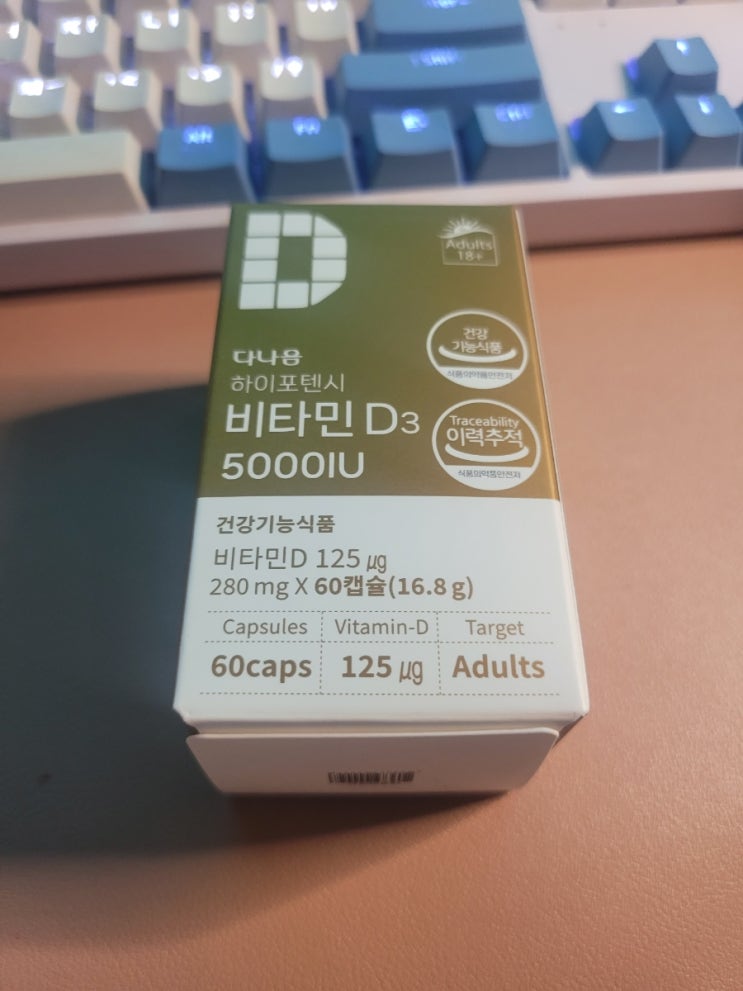 D
Adults
18+
건강
기능식품
식품의약품안전처
다나음
하이포텐시
비타민 D3
5000IU
Traceability
이력추적
식품의약품안전처
건강기능식품
비타민D 125 ㎍
280 mg X 60캡슐(16.8 g)
Capsules Vitamin-D Target
60caps 125 ㎍ Adults